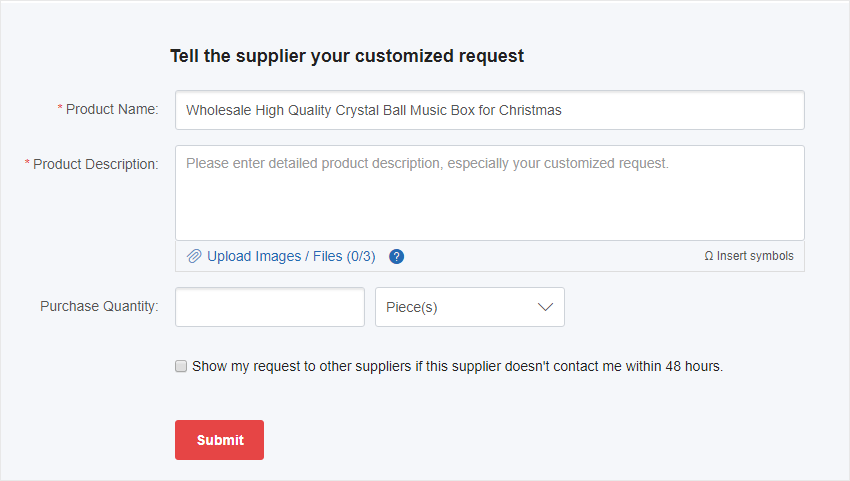 Tell the supplier your customized request
* Product Name:
Wholesale High Quality Crystal Ball Music Box for Christmas
* Product Description:
Please enter detailed product description, especially your customized request.
Upload Images / Files (0/3) ?
Ω Insert symbols
Purchase Quantity:
Piece(s)
Show my request to other suppliers if this supplier doesn't contact me within 48 hours.
Submit